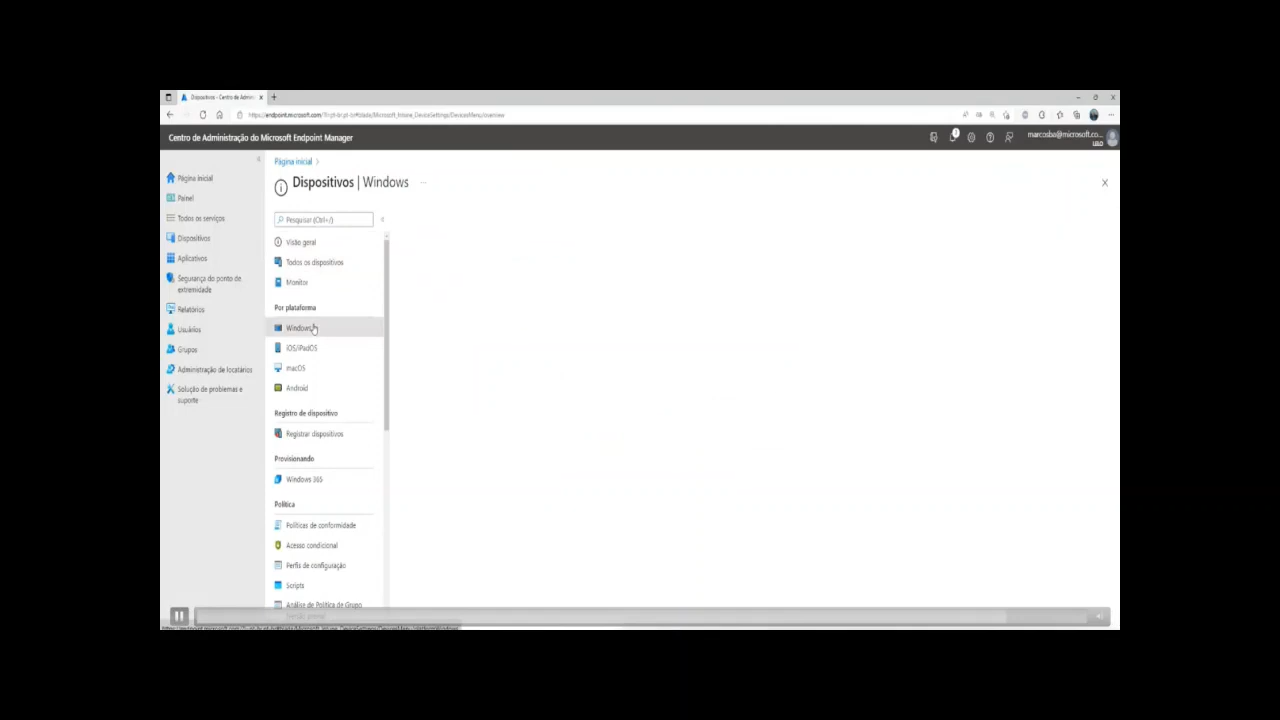 Dispositivos - Centro de Admin
https://endpoint.microsoft.com
Centro de Administração do Microsoft Endpoint Manager
1
marcosba@microsoft.co...
Página inicial
Página inicial >
Dispositivos | Windows ...
Painel
Pesquisar (Ctrl+/)
Todos os serviços
Dispositivos
Aplicativos
Segurança do ponto de
extremidade
Relatórios
Usuários
Grupos
Administração de locatários
Solução de problemas e
suporte
Visão geral
Todos os dispositivos
Monitor
Por plataforma
Windows
iOS/iPadOS
macOS
Android
Registro de dispositivo
Registrar dispositivos
Provisionando
Windows 365
Política
Políticas de conformidade
Acesso condicional
Perfis de configuração
Scripts
Análise de Política de Grupo